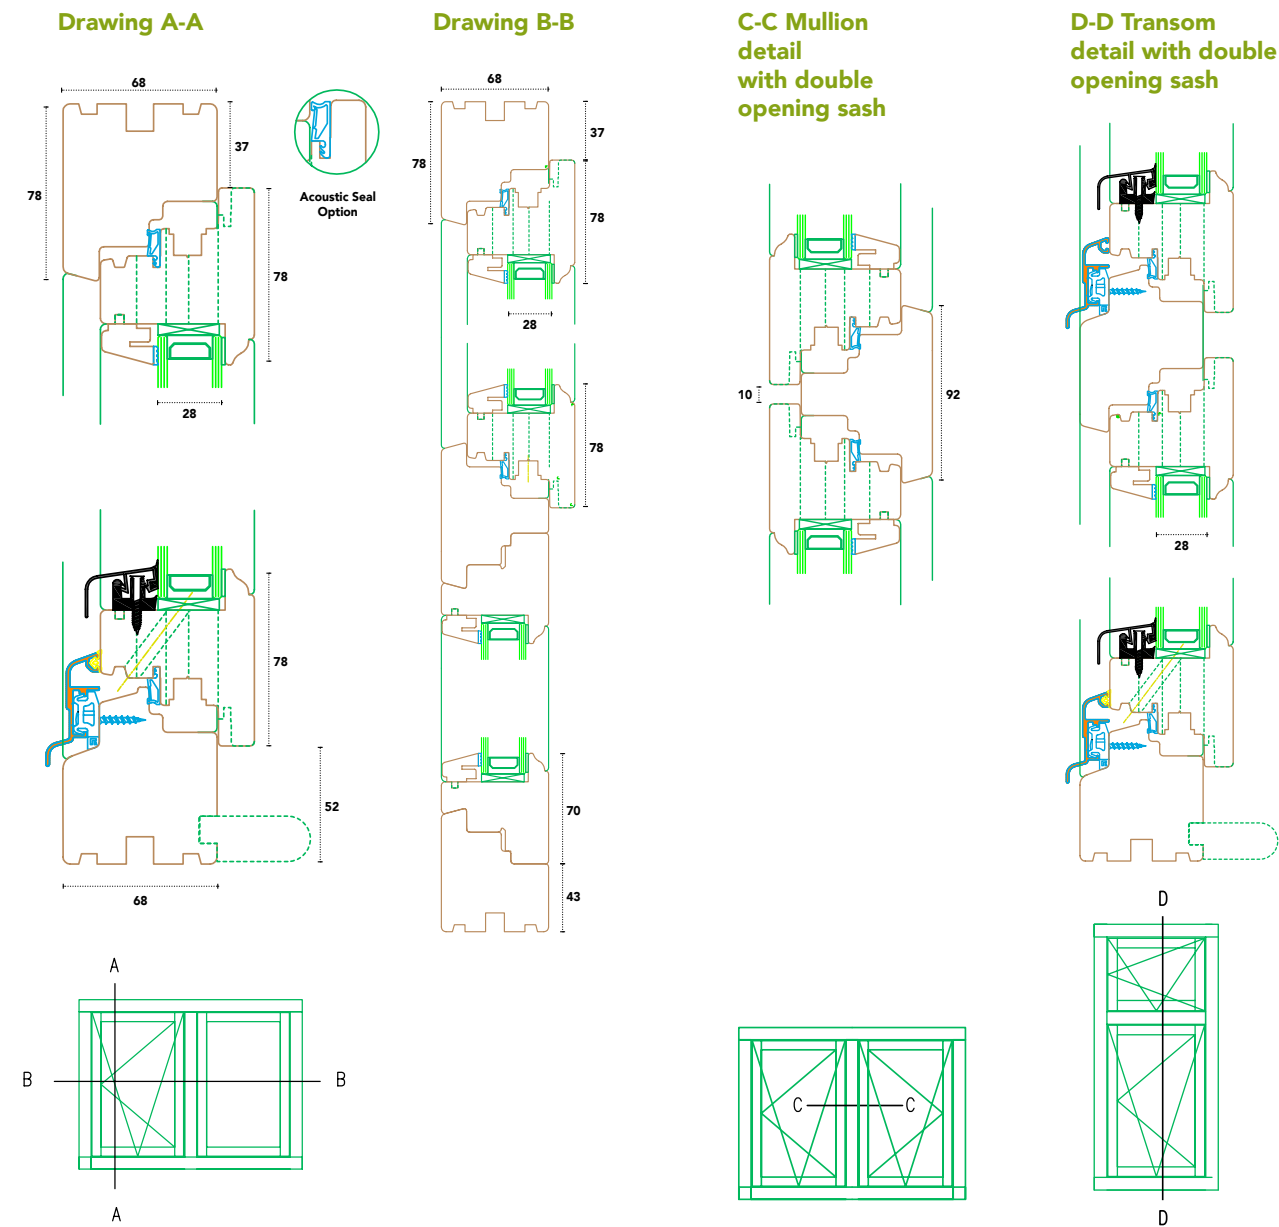 Drawing A-A
68
37
78
78
28
Acoustic Seal
Option
78
52
68
A
B
B
A
Drawing B-B
68
37
78
78
28
78
70
43
C-C Mullion
detail
with double
opening sash
10
92
C
C
D-D Transom
detail with double
opening sash
28
D
D